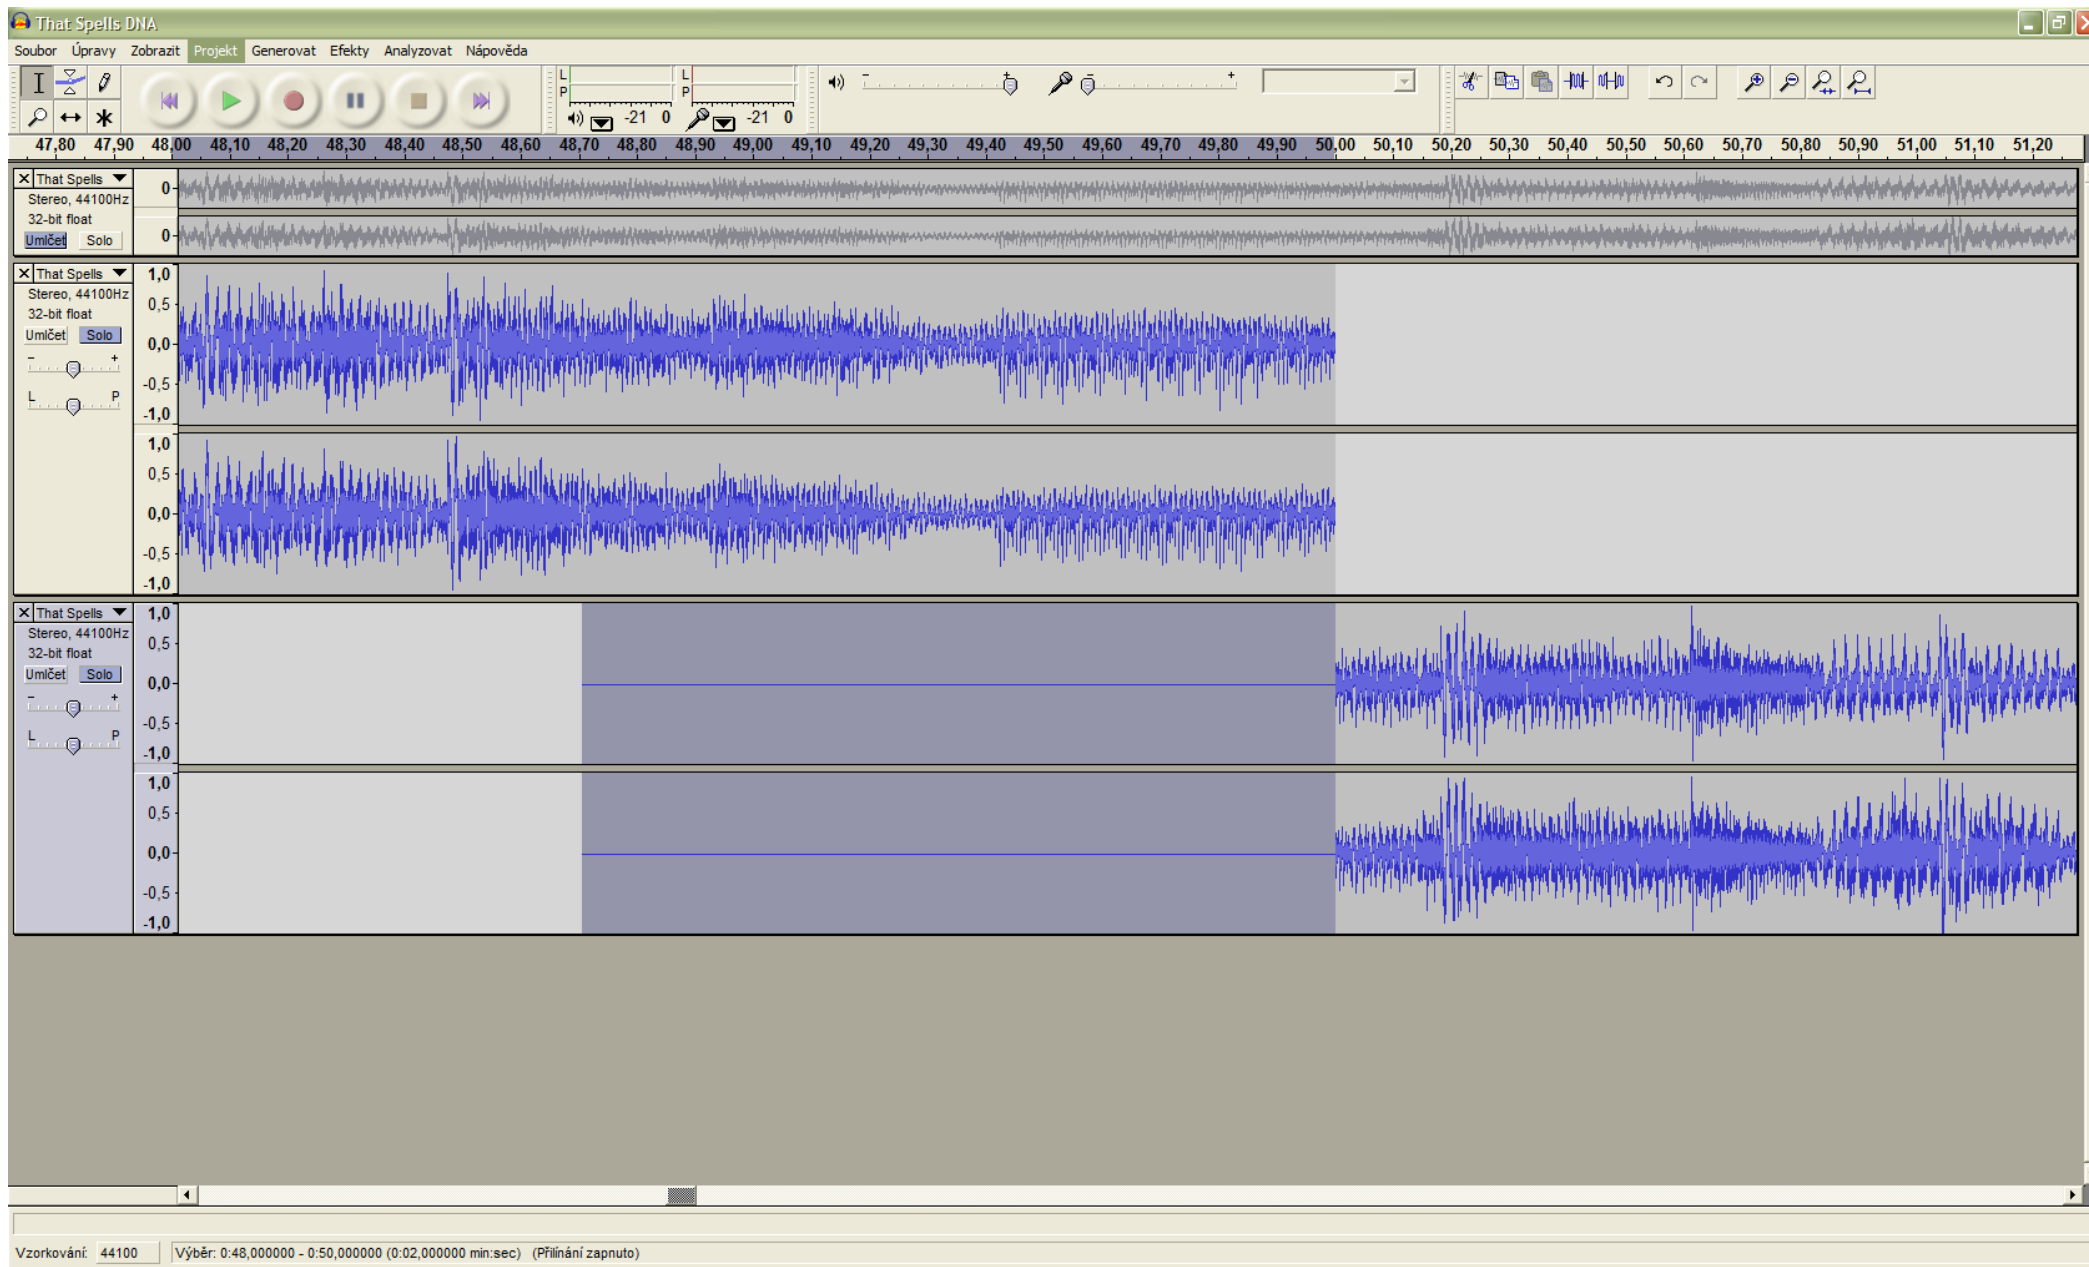 That Spells DNA
Soubor Úpravy Zobrazit Projekt Generovat Efekty Analyzovat Nápověda
L L
P P
- + - +
-21 0 -21 0
47,80 47,90 48,00 48,10 48,20 48,30 48,40 48,50 48,60 48,70 48,80 48,90 49,00 49,10 49,20 49,30 49,40 49,50 49,60 49,70 49,80 49,90 50,00 50,10 50,20 50,30 50,40 50,50 50,60 50,70 50,80 50,90 51,00 51,10 51,20
That Spells
Stereo, 44100Hz
32-bit float
Umlčet Solo
0
0
That Spells
Stereo, 44100Hz
32-bit float
Umlčet Solo
- +
L P
1,0
0,5
0,0
-0,5
-1,0
1,0
0,5
0,0
-0,5
-1,0
That Spells
Stereo, 44100Hz
32-bit float
Umlčet Solo
- +
L P
1,0
0,5
0,0
-0,5
-1,0
1,0
0,5
0,0
-0,5
-1,0
Vzorkování: 44100 Výběr: 0:48,000000 - 0:50,000000 (0:02,000000 min:sec) (Přilínání zapnuto)